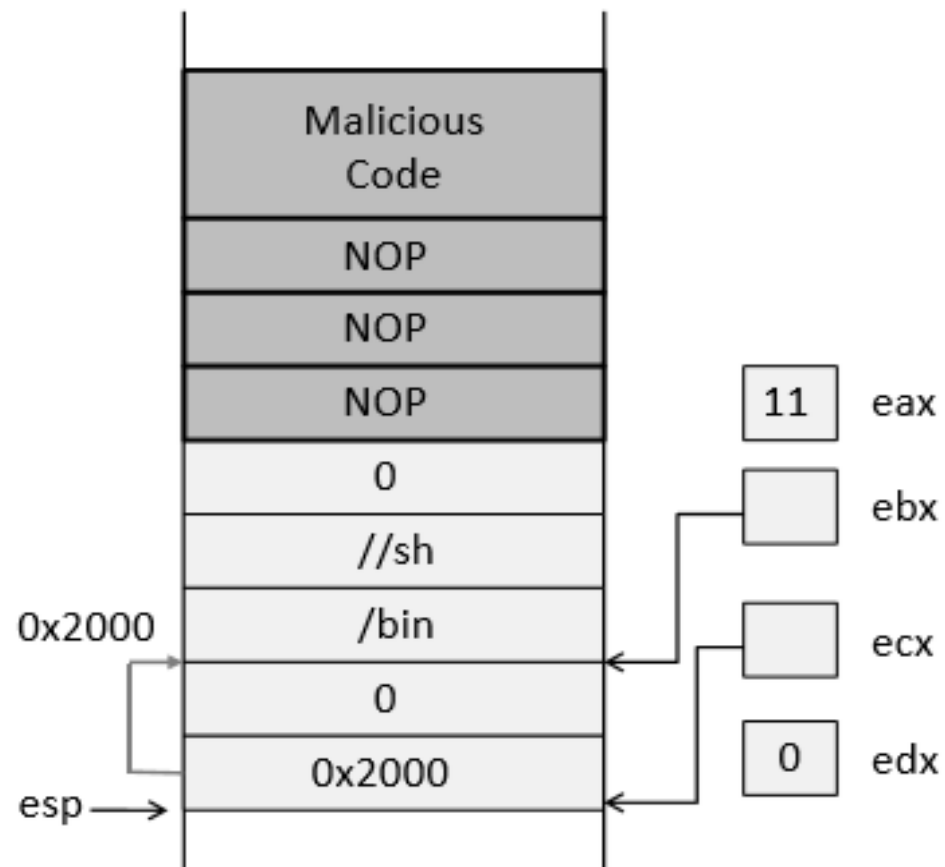 Malicious
Code
NOP
NOP
NOP
11 eax
0
ebx
//sh
0x2000
/bin
ecx
0
0 edx
0x2000
esp